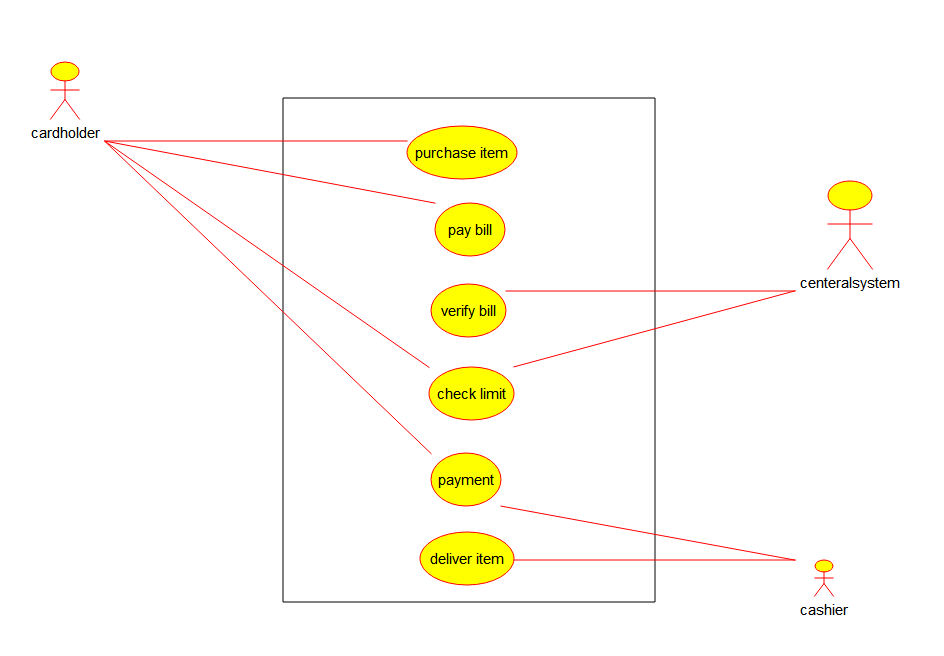 cardholder
purchase item
pay bill
centeralsystem
verify bill
check limit
payment
deliver item
cashier